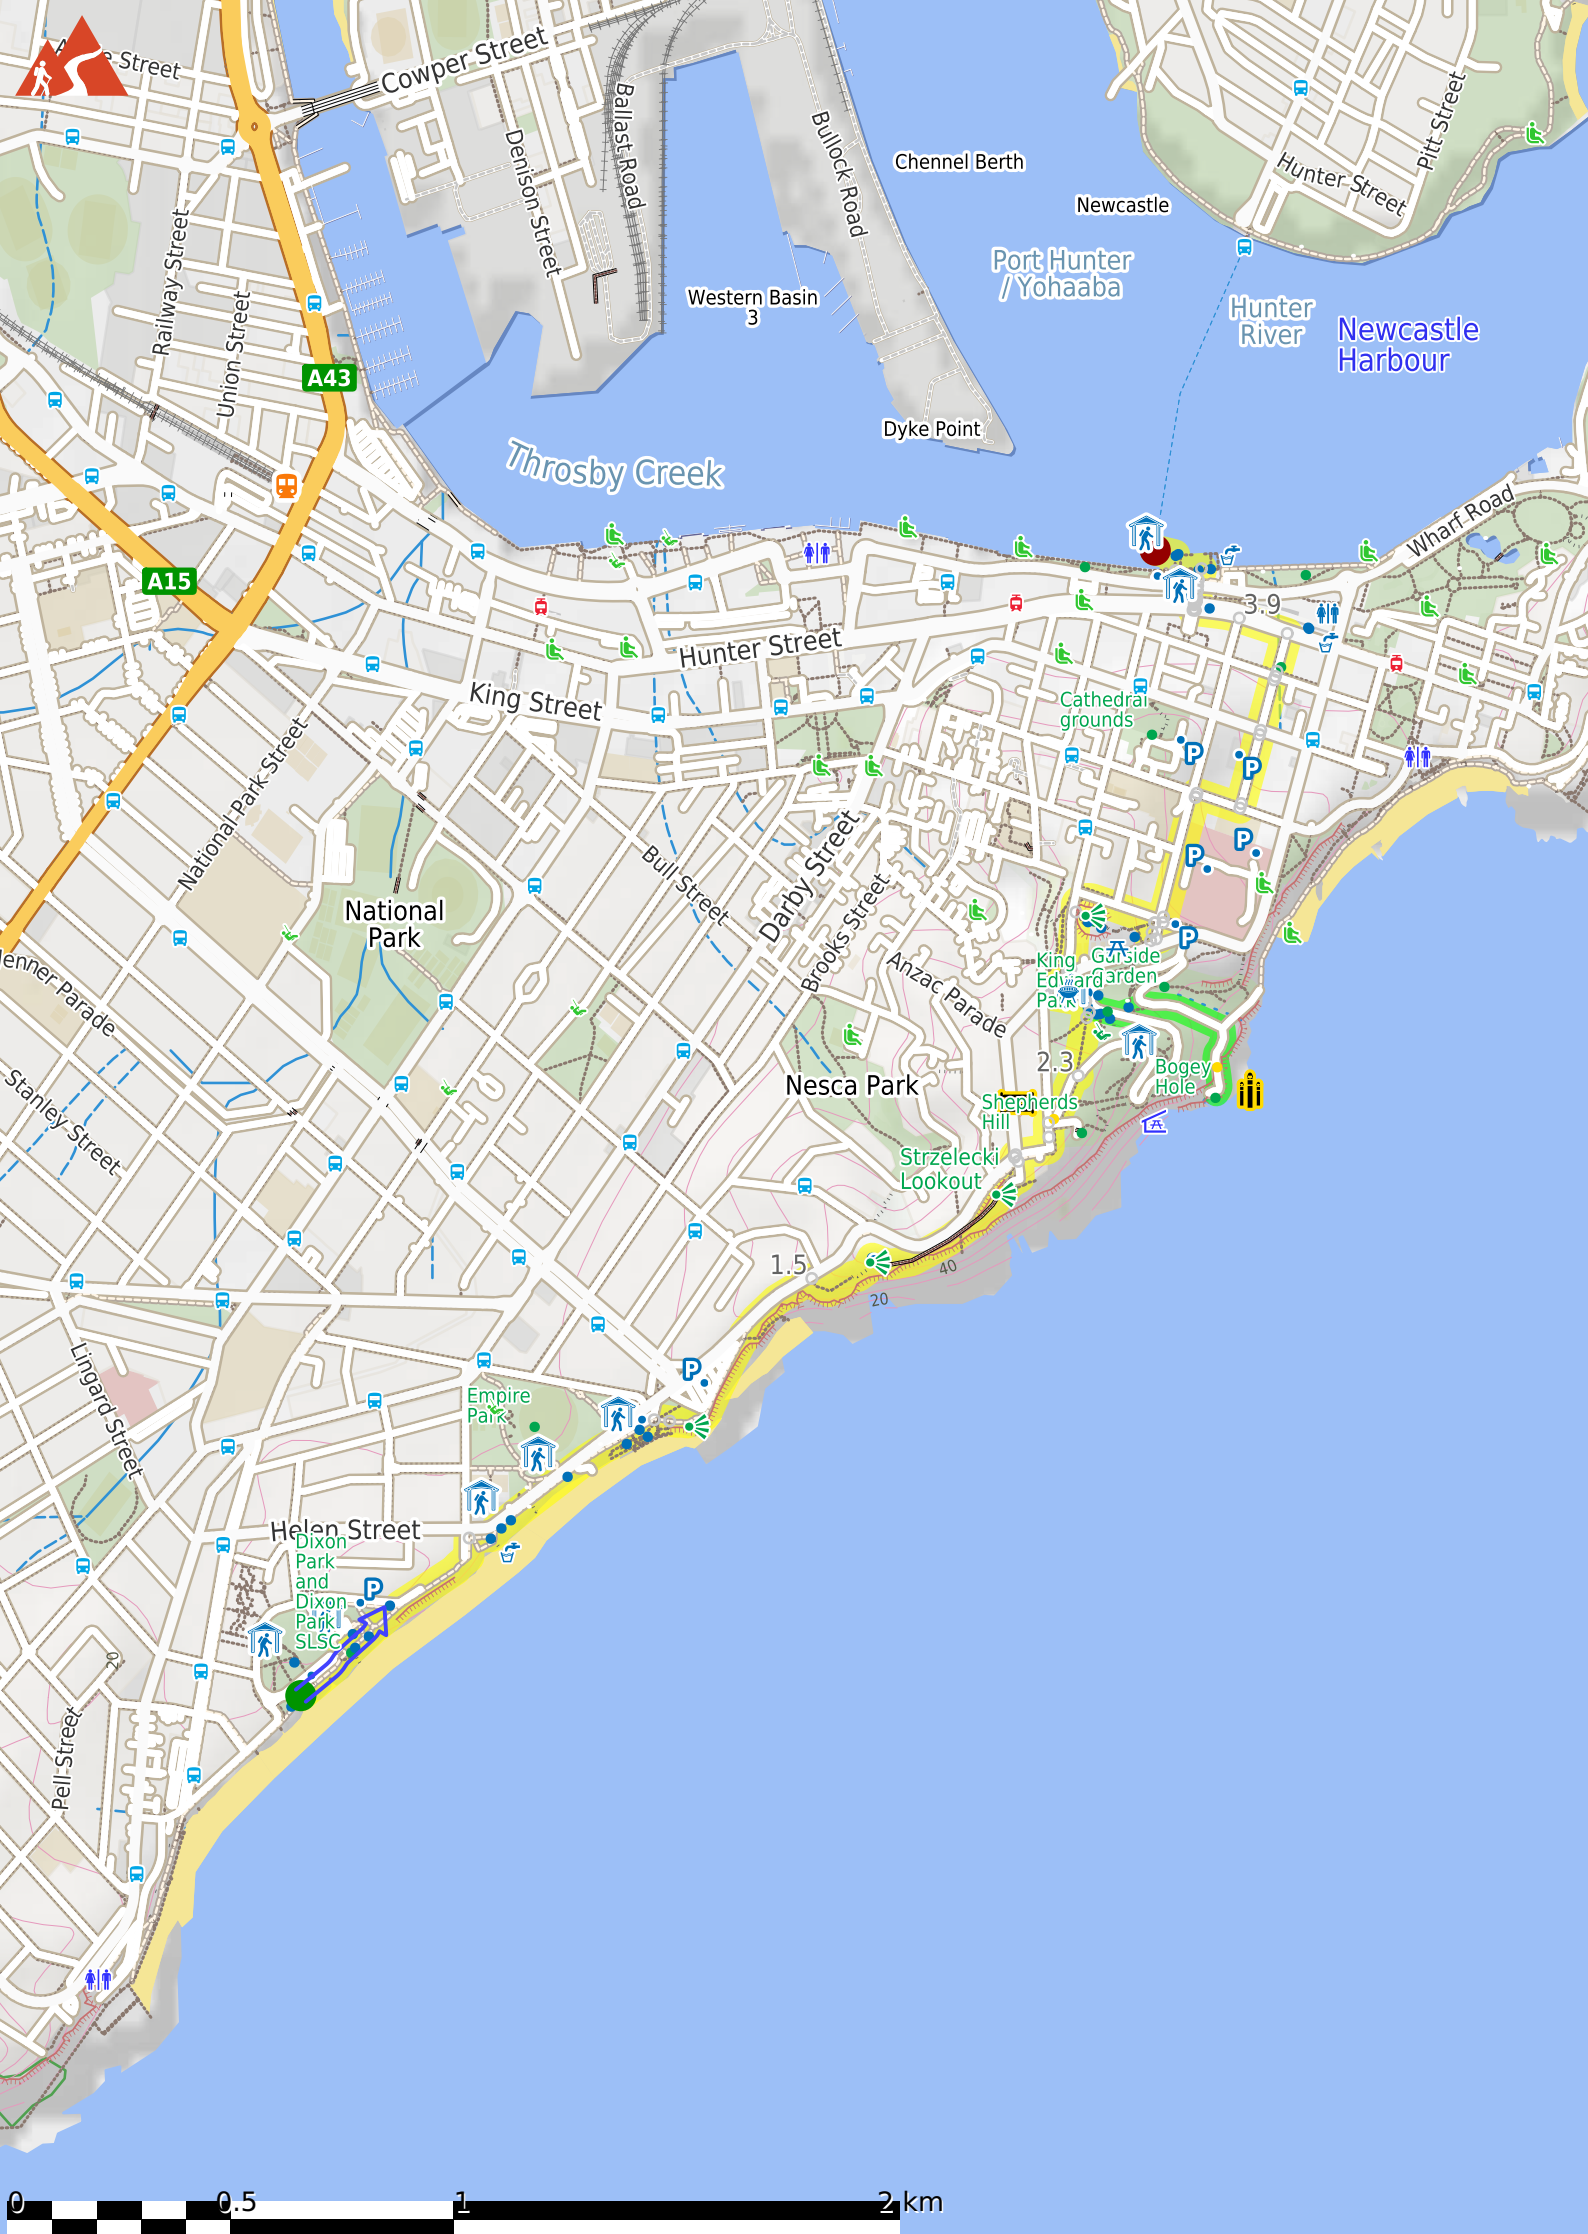 Cowper Street
Ballast Road
Denison Street
Bullock Road
Chennel Berth
Newcastle
Pitt Street
Hunter Street
Port Hunter
/ Yohaaba
Hunter
River
Newcastle
Harbour
Western Basin
3
Railway Street
Union Street
A43
Dyke Point
Throsby Creek
Wharf Road
A15
3.9
Hunter Street
King Street
Cathedral
grounds
P
P
National Park Street
Bull Street
Darby Street
Brooks Street
P
P
National
Park
P
Anzac Parade
King
Edward
Park
Garside
Garden
Jenner Parade
2.3
Bogey
Hole
Nesca Park
Shepherds
Hill
Stanley Street
Strzelecki
Lookout
1.5
40
20
Lingard Street
P
Empire
Park
Helen Street
Dixon
Park
and
Dixon
Park
SLSC
P
20
Pell Street
0 0.5 1 2 km